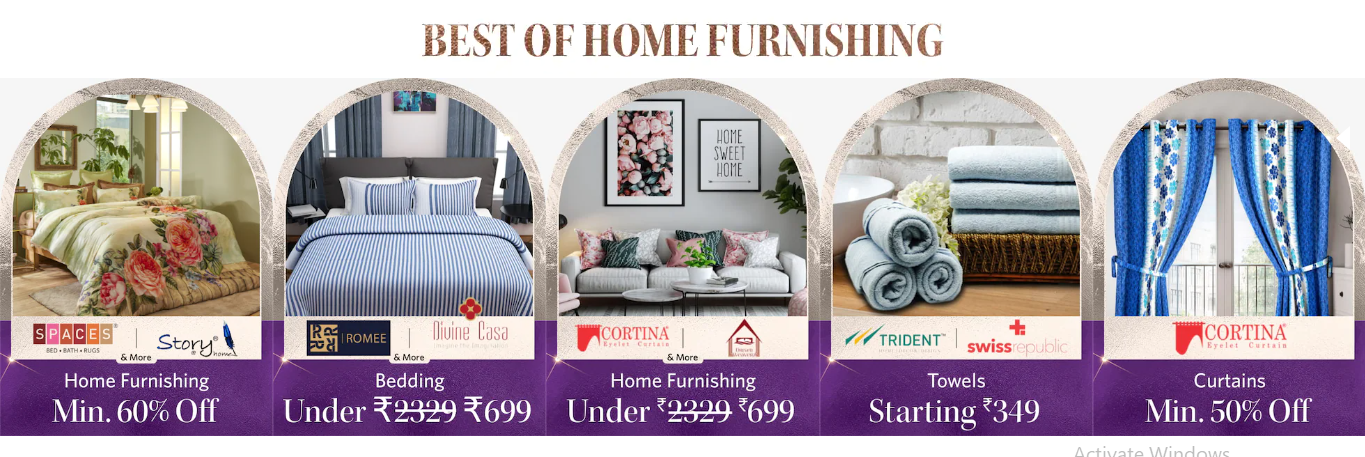 BEST OF HOME FURNISHING
HOME
SWEET
HOME
SPACES®
BED • BATH • RUGS
Story®
@home
& More
Home Furnishing
Min. 60% Off
ROMEE
Divine Casa
& More
Bedding
Under ₹2329 ₹699
CORTINA
Eyelet Curtain
& More
Home Furnishing
Under ₹2329 ₹699
TRIDENT™
swissrepublic
Towels
Starting ₹349
CORTINA
Eyelet Curtain
Curtains
Min. 50% Off
Activate Windows